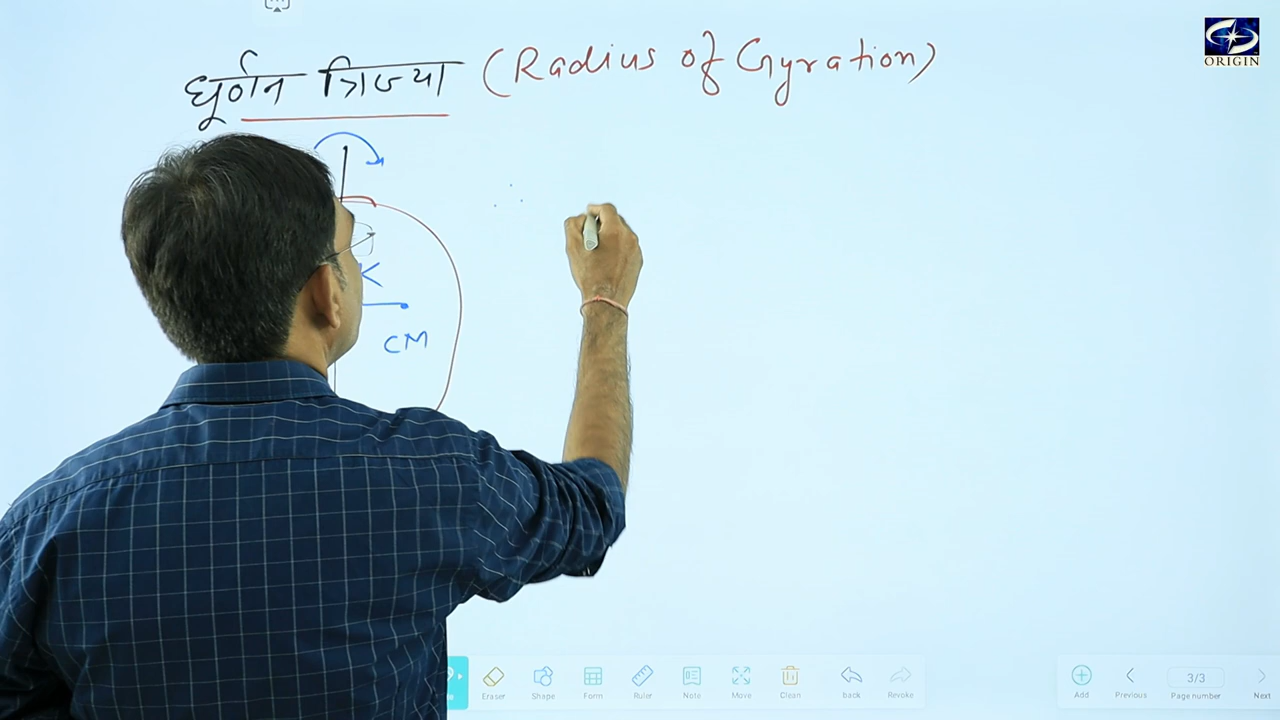 घूर्णन त्रिज्या (Radius of Gyration)
K
CM
ORIGIN
Eraser Shape Form Ruler Note Move Clean back Revoke Add Previous 3/3 Page number Next